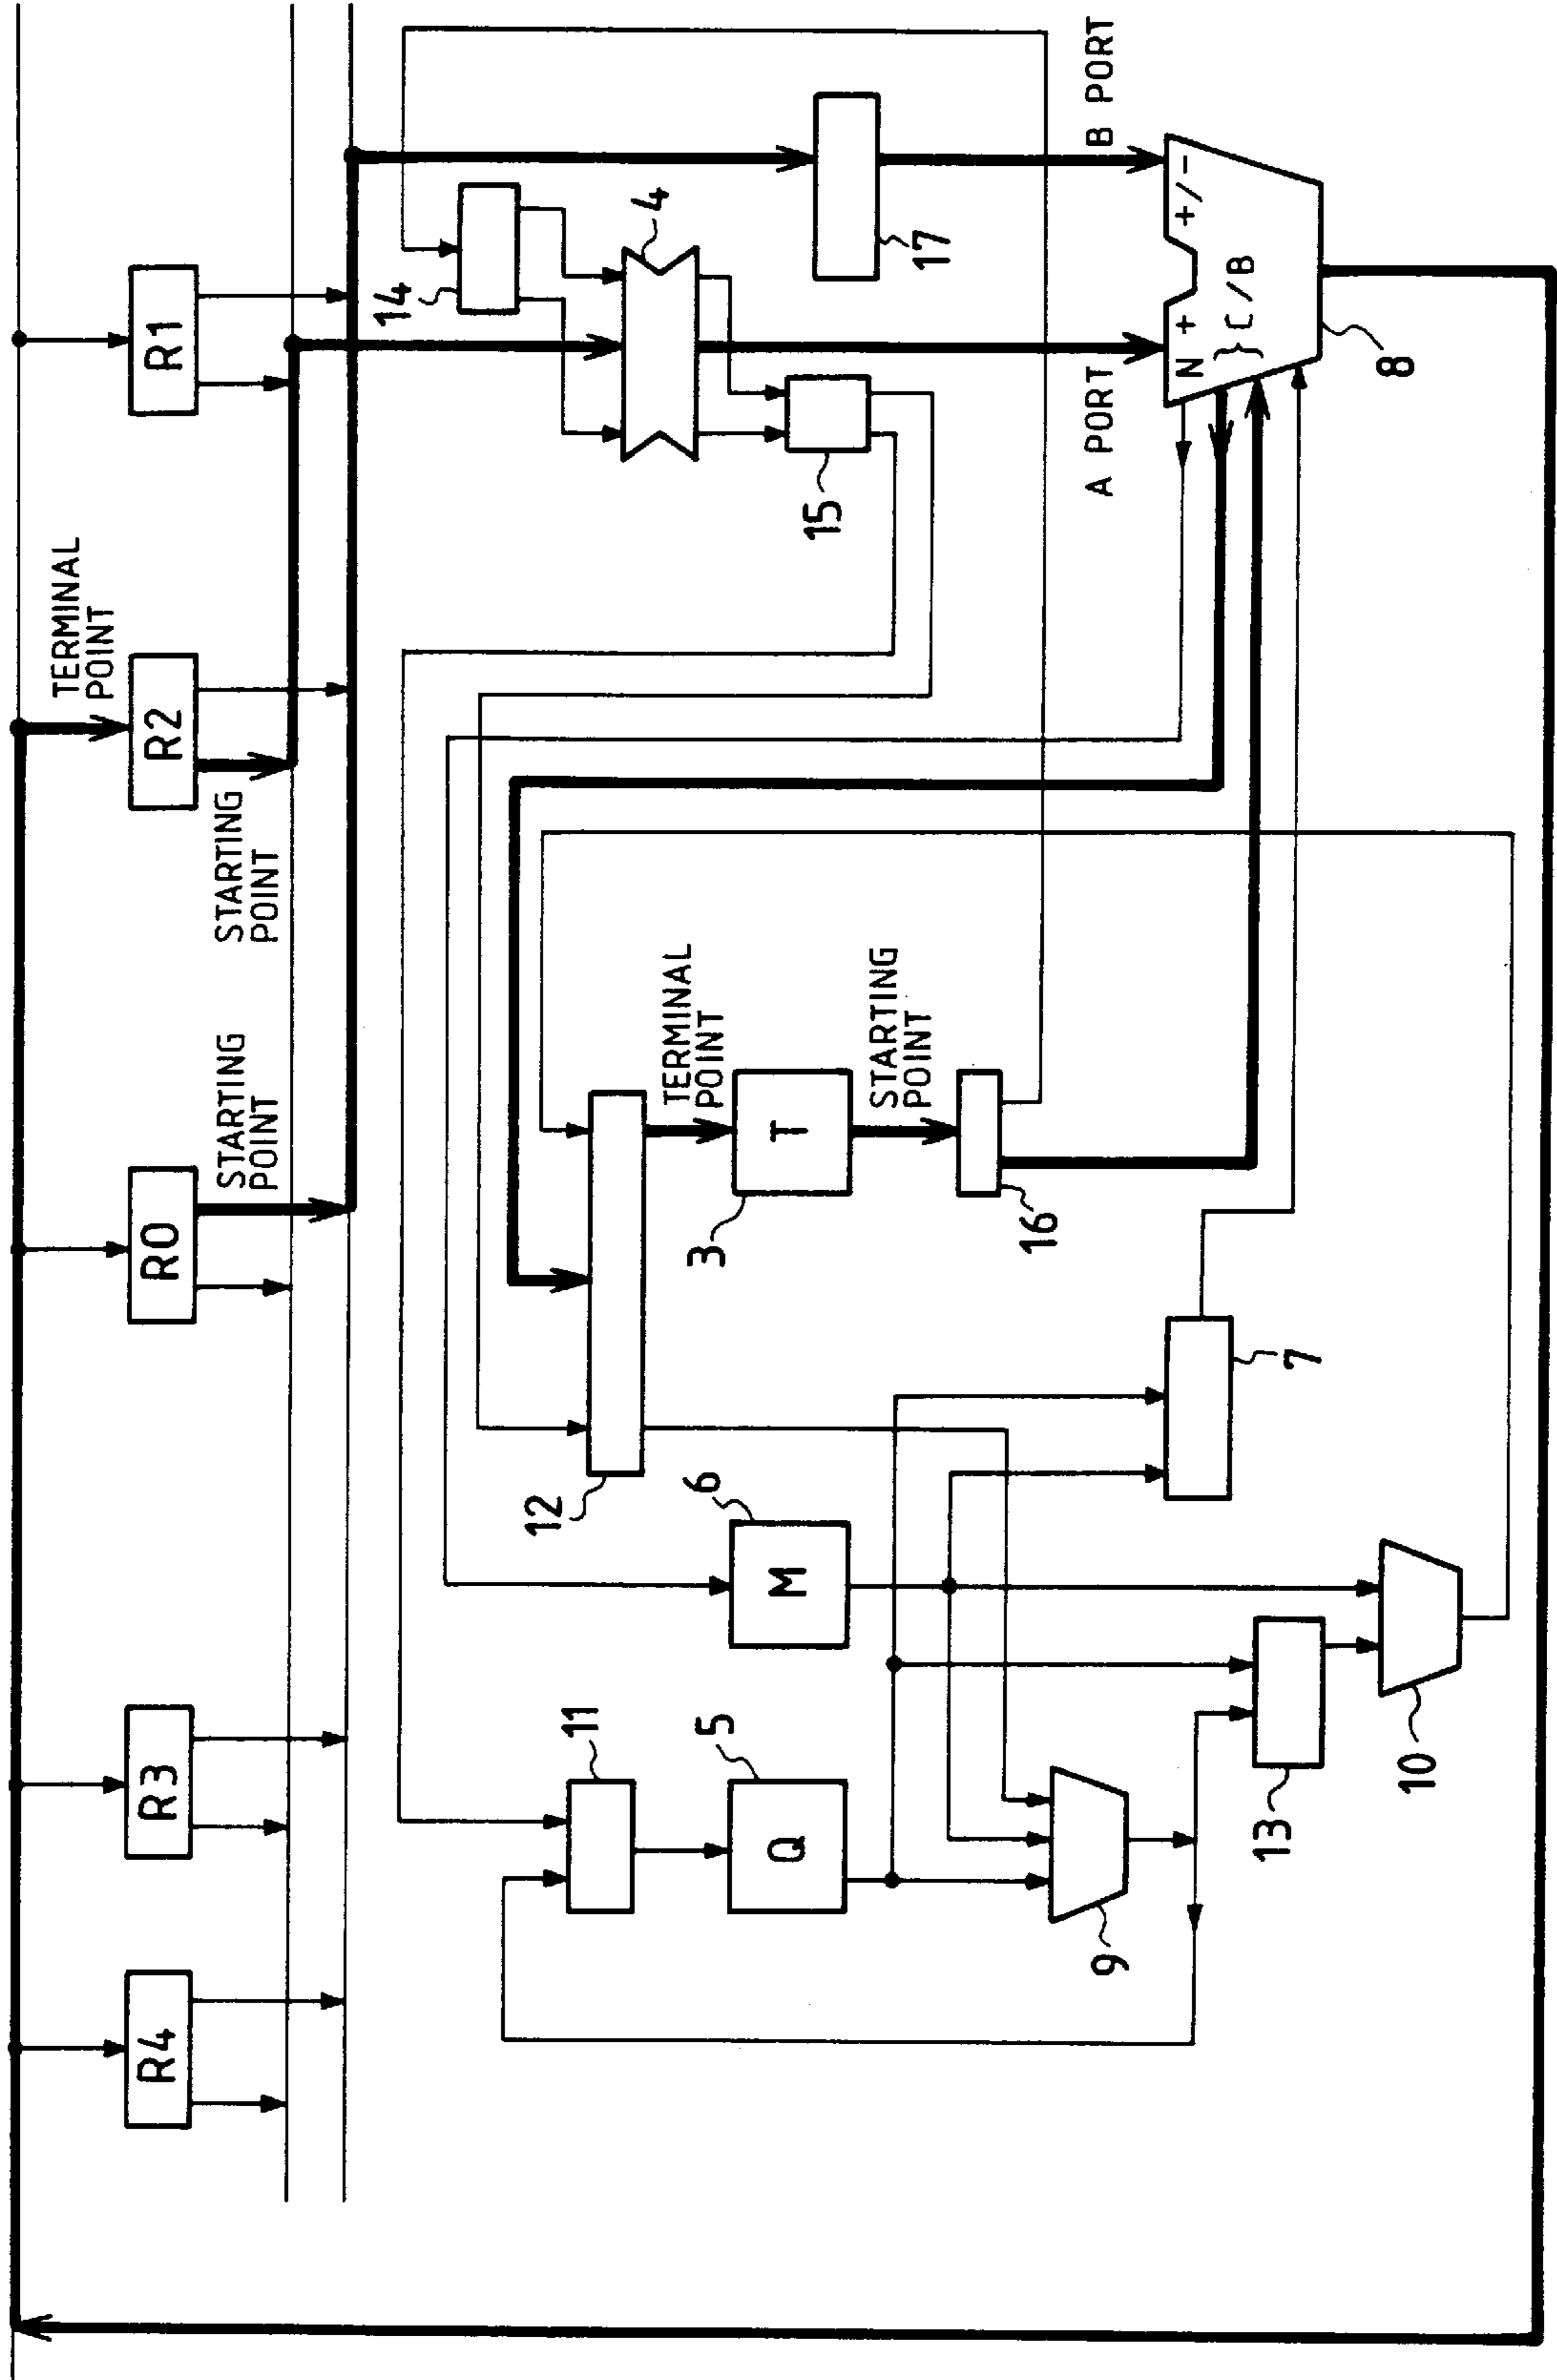 R4
R3
R0
R2
R1
TERMINAL
POINT
STARTING
POINT
STARTING
POINT
14
4
17
15
12
TERMINAL
POINT
T
3
STARTING
POINT
16
11
Q
5
M
6
7
9
13
10
A PORT
B PORT
N + +/-
} C/B
8